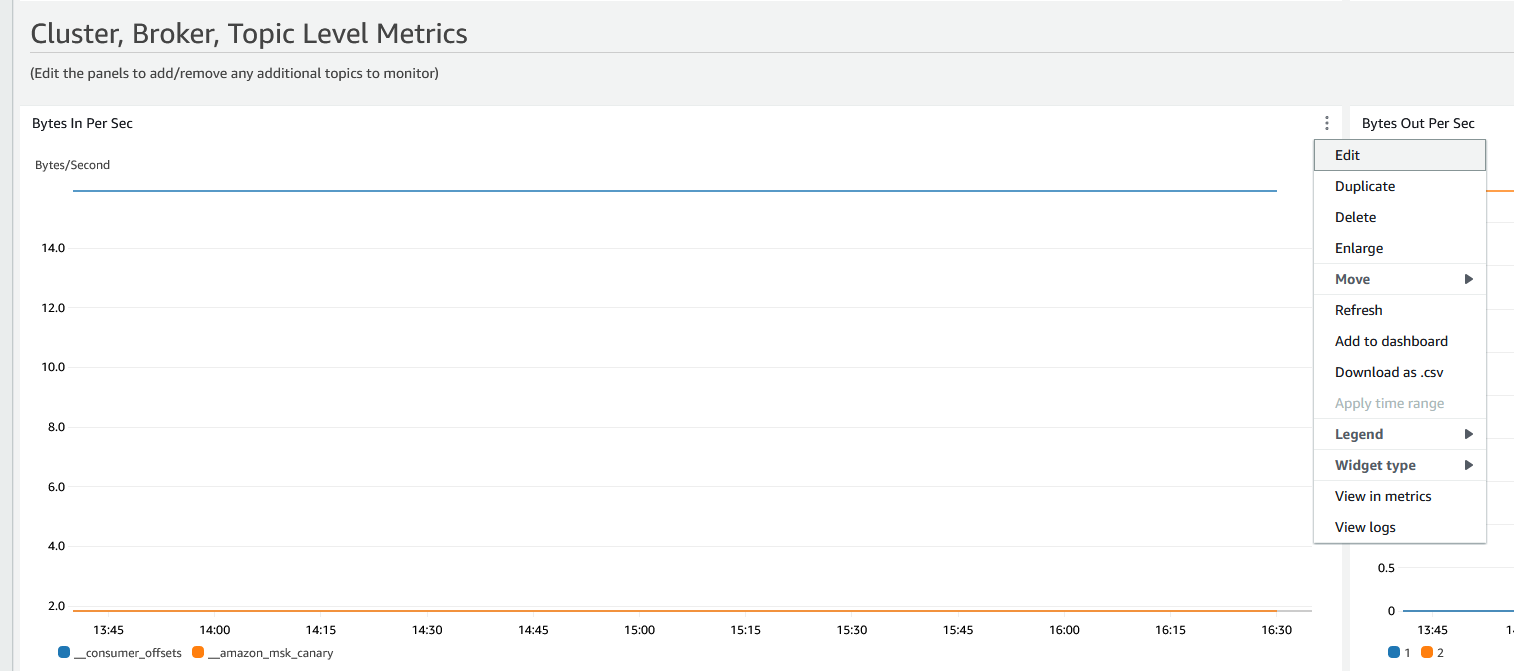 Cluster, Broker, Topic Level Metrics
(Edit the panels to add/remove any additional topics to monitor)
Bytes In Per Sec
Bytes/Second
14.0
12.0
10.0
8.0
6.0
4.0
2.0
13:45 14:00 14:15 14:30 14:45 15:00 15:15 15:30 15:45 16:00 16:15 16:30
__consumer_offsets __amazon_msk_canary
Edit
Duplicate
Delete
Enlarge
Move
Refresh
Add to dashboard
Download as .csv
Apply time range
Legend
Widget type
View in metrics
View logs
Bytes Out Per Sec
0.5
0
13:45
1 2